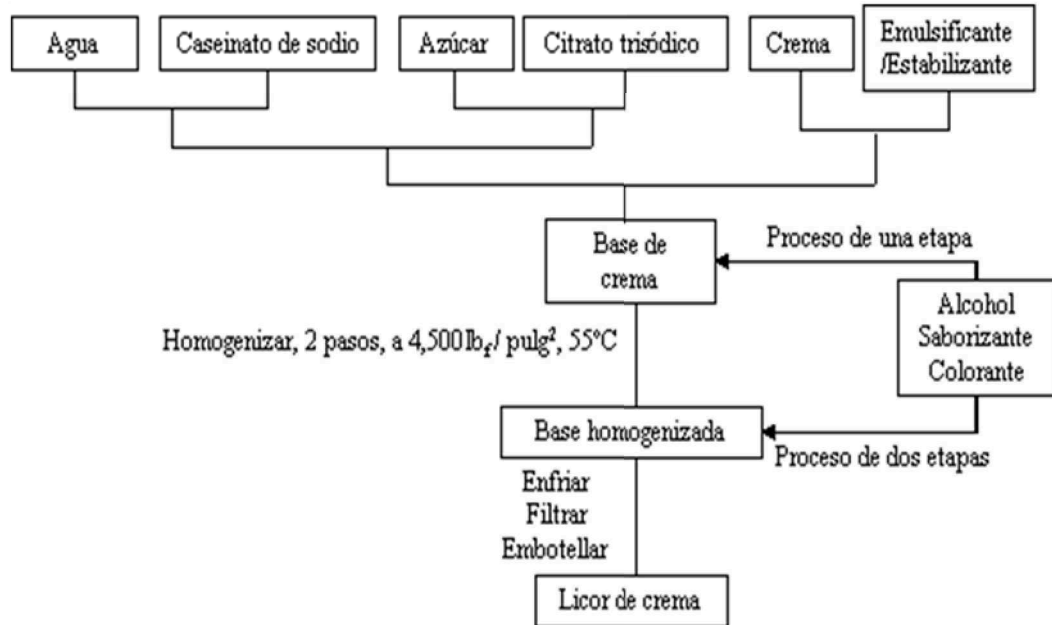 Agua
Caseinato de sodio
Azúcar
Citrato trisódico
Crema
Emulsificante
/Estabilizante
Base de
crema
Proceso de una etapa
Alcohol
Saborizante
Colorante
Homogenizar, 2 pasos, a 4,500 lbf / pulg², 55°C
Base homogenizada
Proceso de dos etapas
Enfriar
Filtrar
Embotellar
Licor de crema